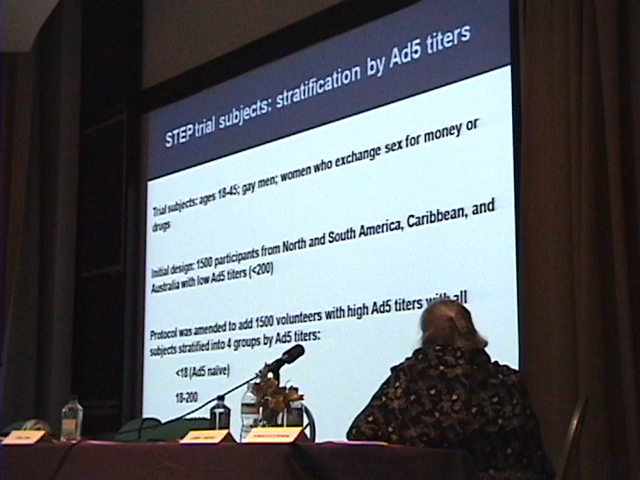 STEP trial subjects: stratification by Ad5 titers
Trial subjects: ages 18-45; gay men; women who exchange sex for money or
drugs
Initial design: 1500 participants from North and South America, Caribbean, and
Australia with low Ad5 titers (<200)
Protocol was amended to add 1500 volunteers with high Ad5 titers with all
subjects stratified into 4 groups by Ad5 titers:
<18 (Ad5 naïve)
18-200